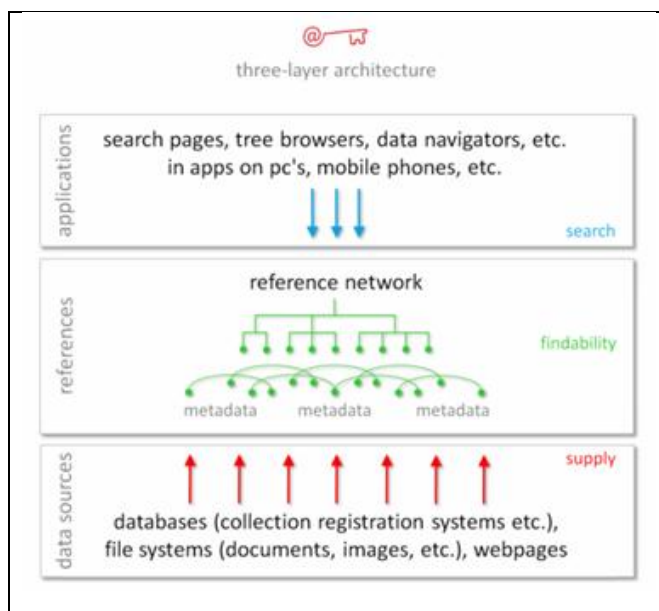 @
three-layer architecture
applications
search pages, tree browsers, data navigators, etc.
in apps on pc's, mobile phones, etc.
search
references
reference network
findability
metadata metadata metadata
data sources
supply
databases (collection registration systems etc.),
file systems (documents, images, etc.), webpages